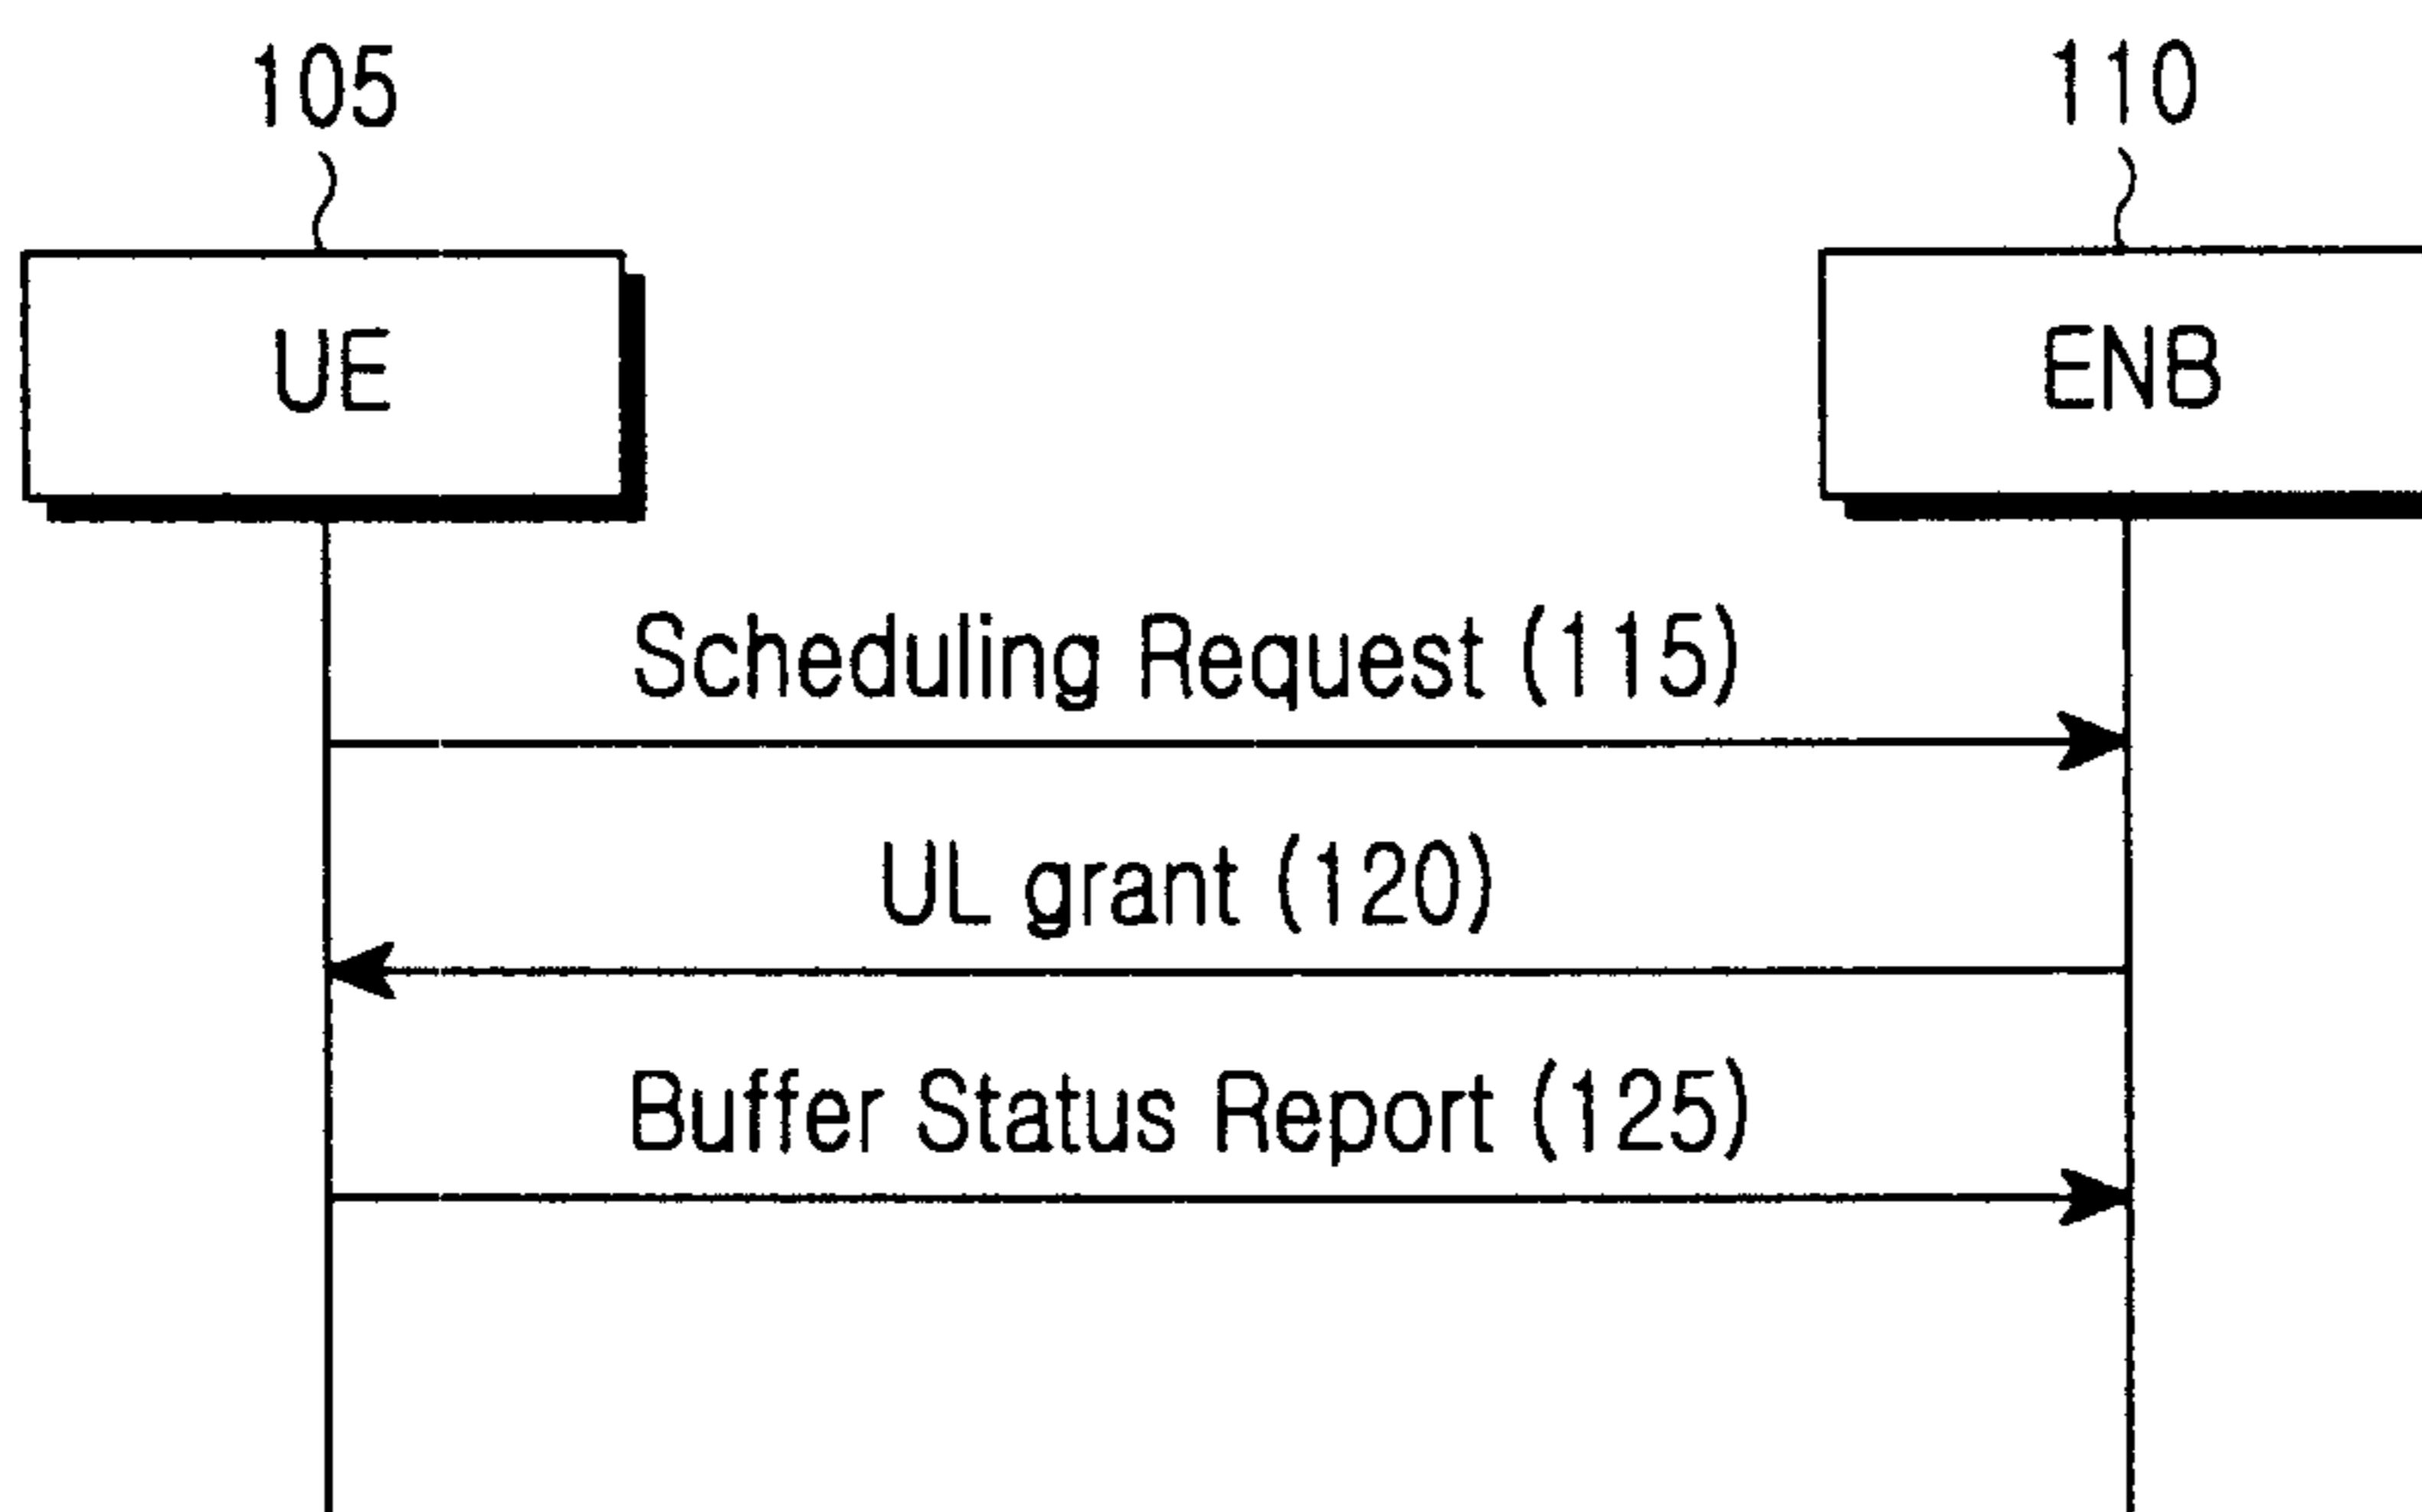 105
110
UE
ENB
Scheduling Request (115)
UL grant (120)
Buffer Status Report (125)